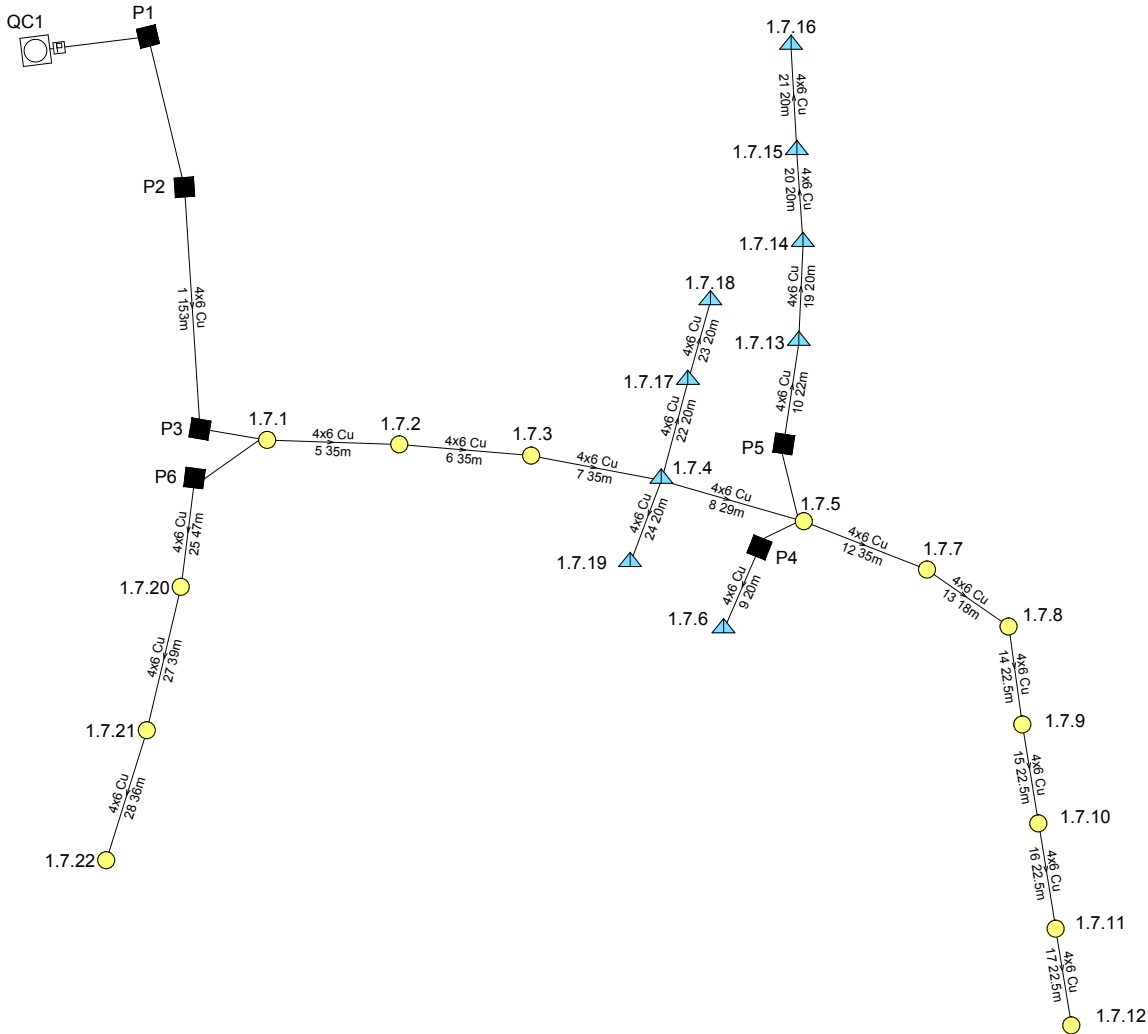 QC1
P1
P2
4x6 Cu
1 153m
P3
P6
1.7.1
4x6 Cu
5 35m
1.7.2
4x6 Cu
6 35m
1.7.3
4x6 Cu
7 35m
1.7.4
4x6 Cu
22 20m
1.7.17
4x6 Cu
23 20m
1.7.18
4x6 Cu
24 20m
1.7.19
4x6 Cu
8 29m
1.7.5
P5
4x6 Cu
10 22m
1.7.13
4x6 Cu
19 20m
1.7.14
4x6 Cu
20 20m
1.7.15
4x6 Cu
21 20m
1.7.16
P4
4x6 Cu
9 20m
1.7.6
4x6 Cu
12 35m
1.7.7
4x6 Cu
13 18m
1.7.8
4x6 Cu
14 22.5m
1.7.9
4x6 Cu
15 22.5m
1.7.10
4x6 Cu
16 22.5m
1.7.11
4x6 Cu
17 22.5m
1.7.12
4x6 Cu
25 47m
1.7.20
4x6 Cu
27 39m
1.7.21
4x6 Cu
28 36m
1.7.22